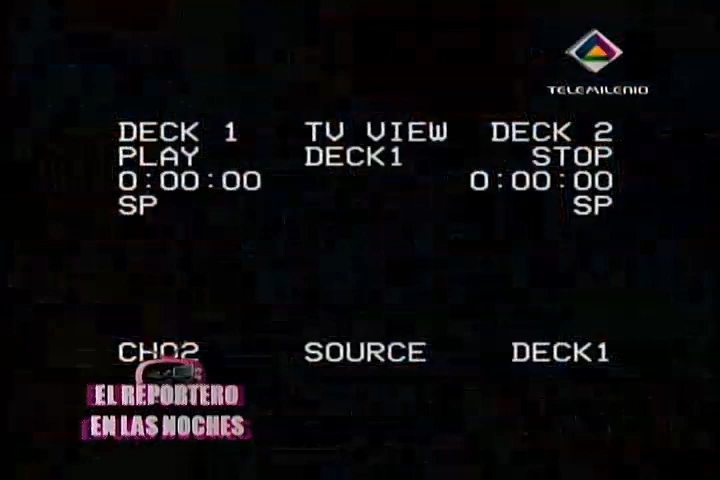 TELEMILENIO
DECK 1 TV VIEW DECK 2
PLAY DECK1 STOP
0:00:00 0:00:00
SP SP
CH02 SOURCE DECK1
EL REPORTERO
EN LAS NOCHES